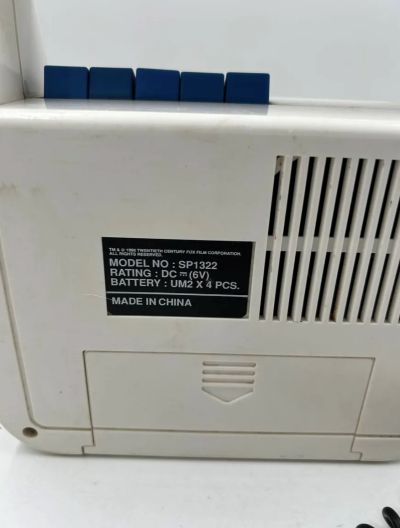 TM & © 1995 TWENTIETH CENTURY FOX FILM CORPORATION.
ALL RIGHTS RESERVED.
MODEL NO : SP1322
RATING : DC ⎓ (6V)
BATTERY : UM2 X 4 PCS.
MADE IN CHINA